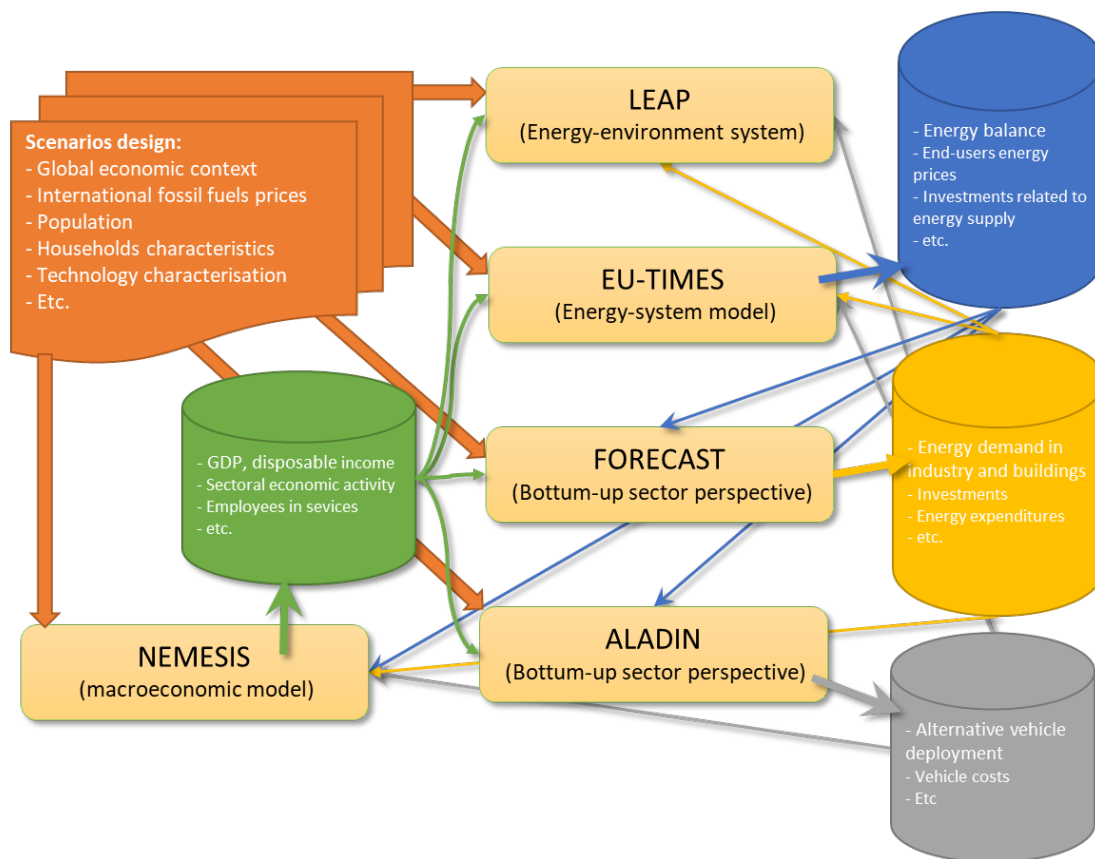 Scenarios design:
- Global economic context
- International fossil fuels prices
- Population
- Households characteristics
- Technology characterisation
- Etc.
LEAP
(Energy-environment system)
- Energy balance
- End-users energy
prices
- Investments related to
energy supply
- etc.
EU-TIMES
(Energy-system model)
- GDP, disposable income
- Sectoral economic activity
- Employees in sevices
- etc.
FORECAST
(Bottum-up sector perspective)
- Energy demand in
industry and buildings
- Investments
- Energy expenditures
- etc.
NEMESIS
(macroeconomic model)
ALADIN
(Bottum-up sector perspective)
- Alternative vehicle
deployment
- Vehicle costs
- Etc